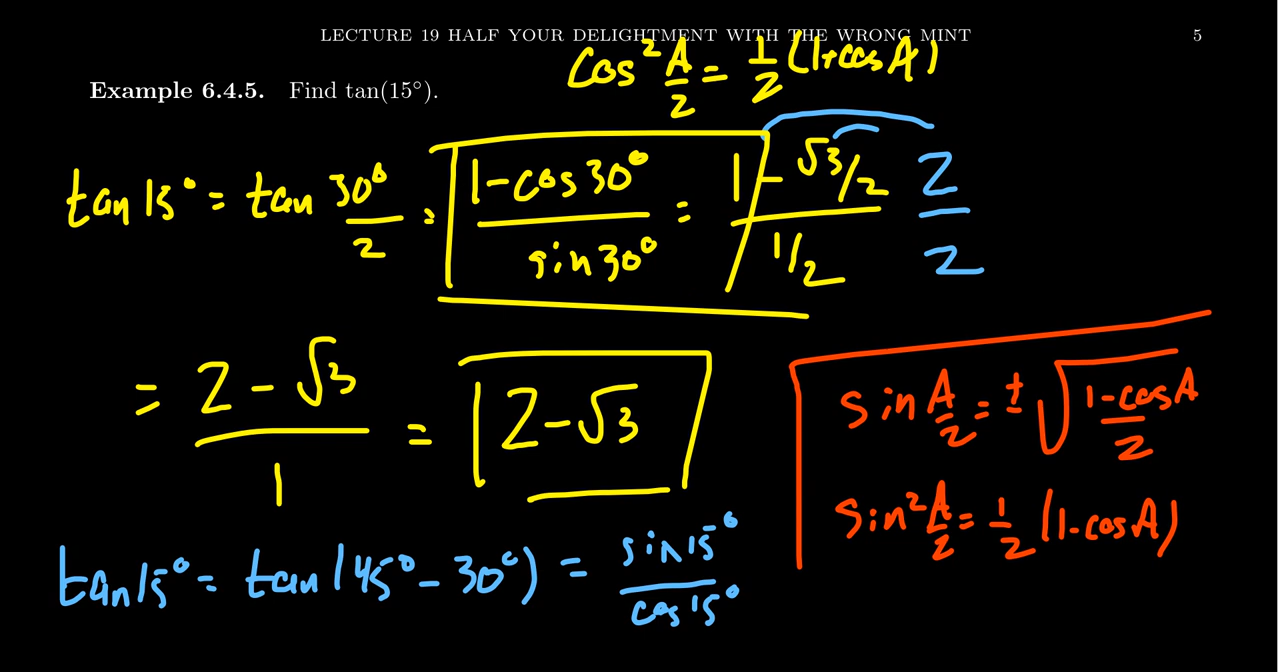 LECTURE 19 HALF YOUR DELIGHTMENT WITH THE WRONG MINT 5
cos² A/2 = 1/2 (1+cos A)
Example 6.4.5. Find tan(15°).
tan 15° = tan 30°/2 = (1-cos 30°)/(sin 30°) = (1 - √3/2)/(1/2) 2/2
= (2 - √3)/1 = 2-√3
sin A/2 = ± √((1-cos A)/2)
sin² A/2 = 1/2 (1-cos A)
tan 15° = tan(45° - 30°) = (sin 15°)/(cos 15°)